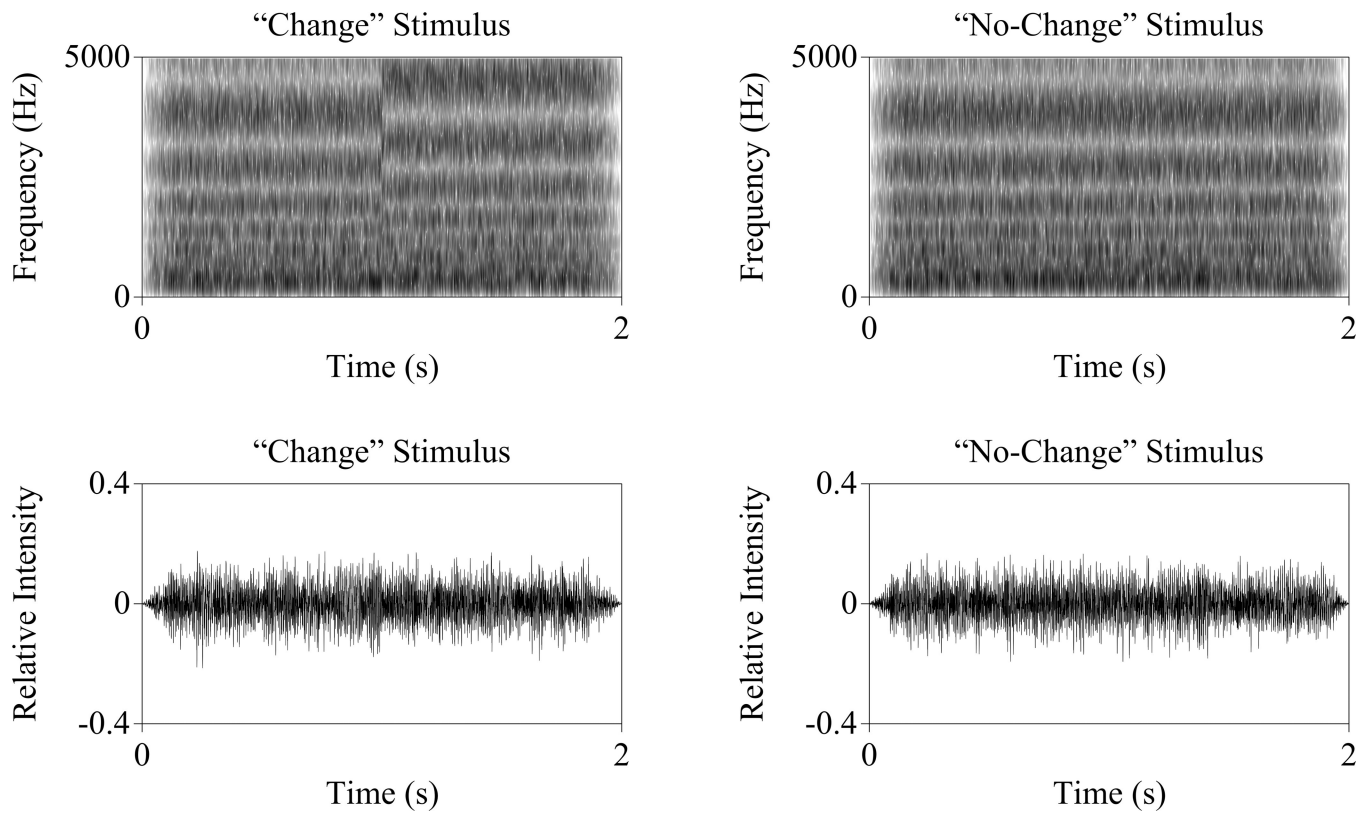 “Change” Stimulus
5000
0
Frequency (Hz)
0
2
Time (s)
“No-Change” Stimulus
5000
0
Frequency (Hz)
0
2
Time (s)
“Change” Stimulus
0.4
0
-0.4
Relative Intensity
0
2
Time (s)
“No-Change” Stimulus
0.4
0
-0.4
Relative Intensity
0
2
Time (s)